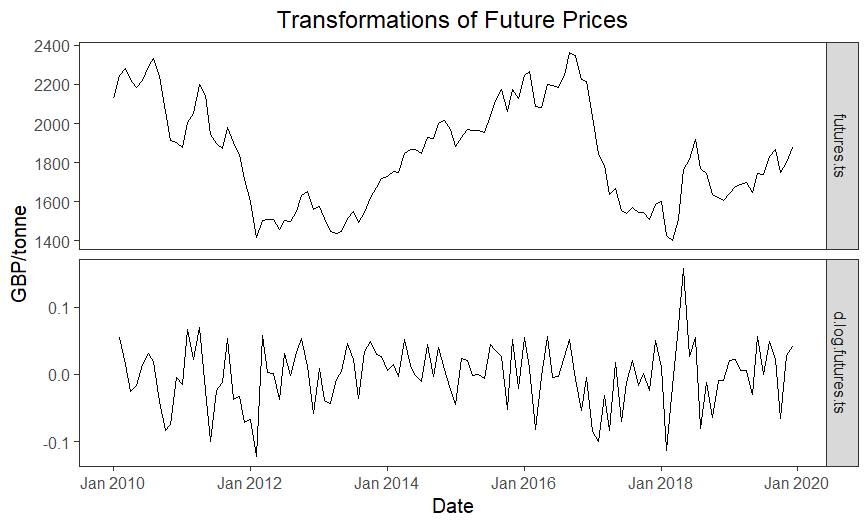 Transformations of Future Prices
GBP/tonne
2400
2200
2000
1800
1600
1400
futures.ts
0.1
0.0
-0.1
d.log.futures.ts
Jan 2010
Jan 2012
Jan 2014
Jan 2016
Jan 2018
Jan 2020
Date